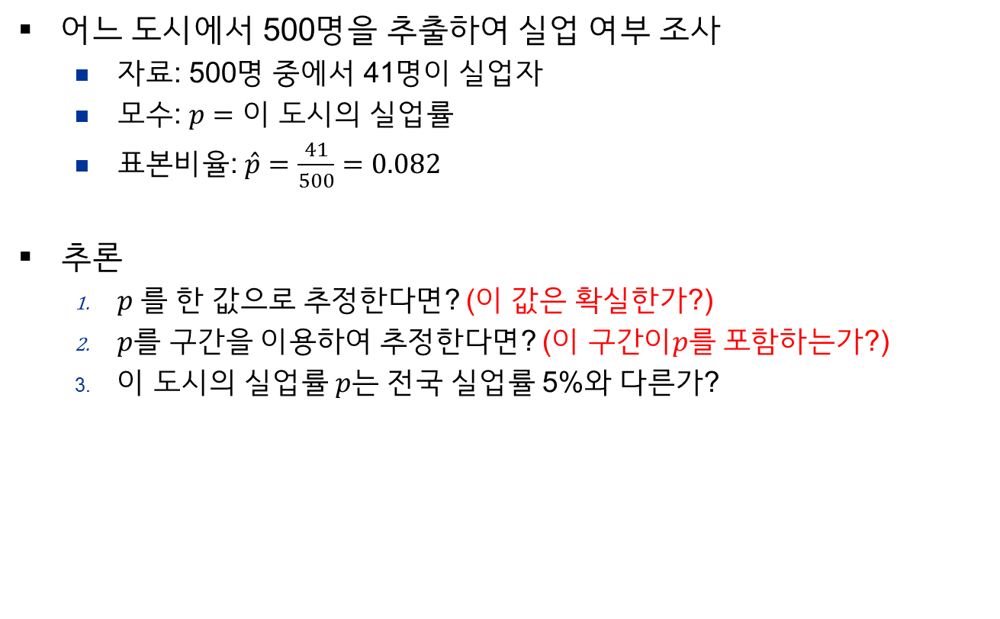 ▪ 어느 도시에서 500명을 추출하여 실업 여부 조사
■ 자료: 500명 중에서 41명이 실업자
■ 모수: p = 이 도시의 실업률
■ 표본비율: p̂ = 41/500 = 0.082
▪ 추론
1. p 를 한 값으로 추정한다면? (이 값은 확실한가?)
2. p를 구간을 이용하여 추정한다면? (이 구간이p를 포함하는가?)
3. 이 도시의 실업률 p는 전국 실업률 5%와 다른가?